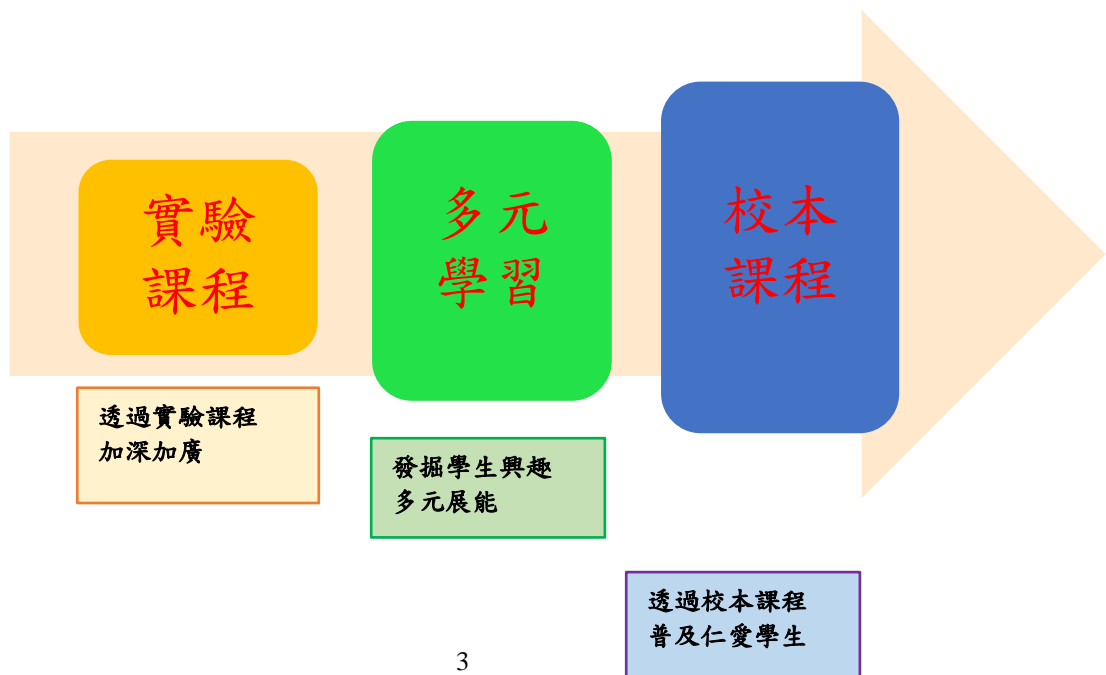 實驗
課程
多元
學習
校本
課程
透過實驗課程
加深加廣
發掘學生興趣
多元展能
透過校本課程
普及仁愛學生
3